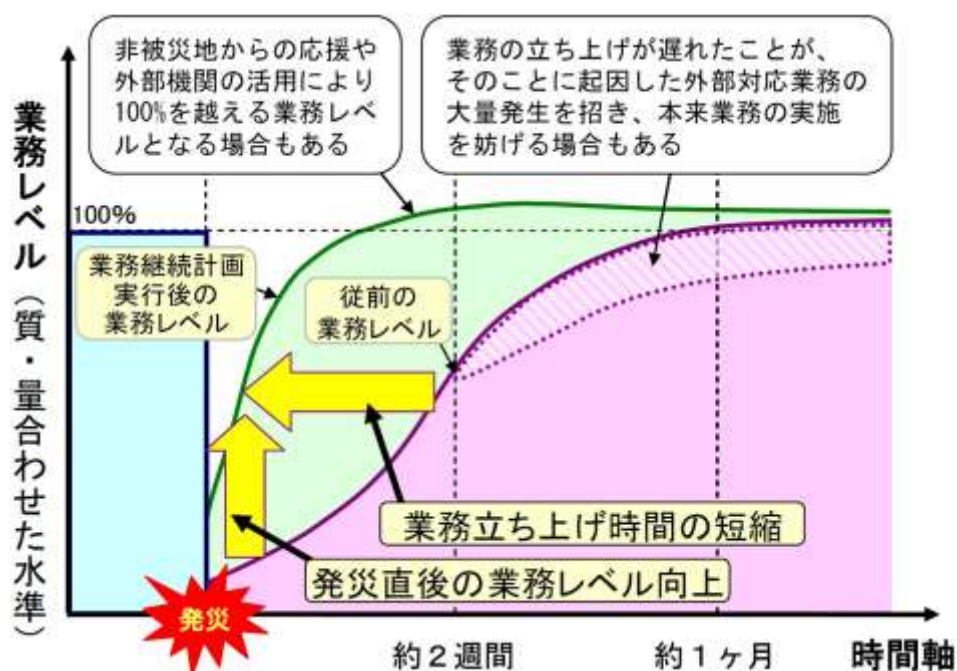 非被災地からの応援や
外部機関の活用により
100%を越える業務レベ
ルとなる場合もある
業務の立ち上げが遅れたことが、
そのことに起因した外部対応業務の
大量発生を招き、本来業務の実施
を妨げる場合もある
業務レベル（質・量合わせた水準）
100%
業務継続計画
実行後の
業務レベル
従前の
業務レベル
業務立ち上げ時間の短縮
発災直後の業務レベル向上
発災
約２週間
約１ヶ月
時間軸